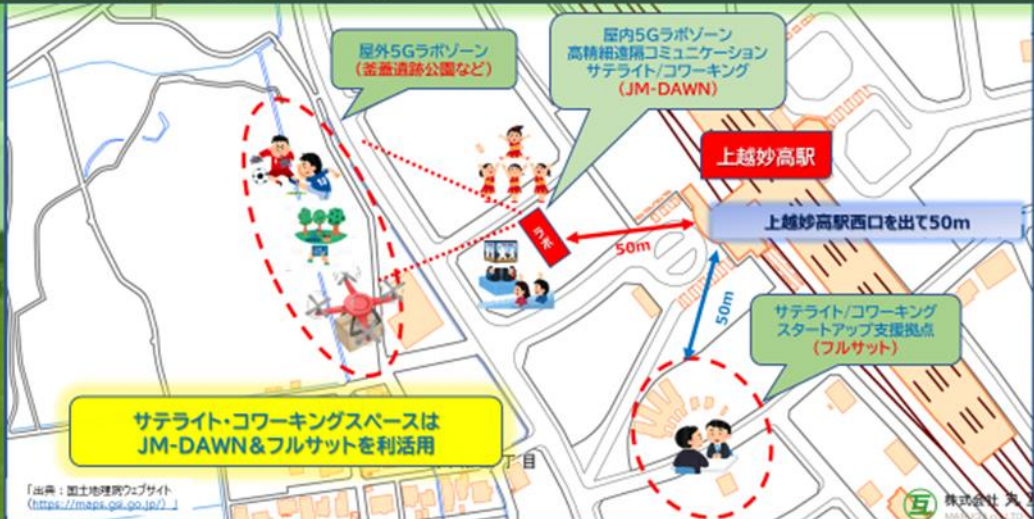 屋外5Gラボゾーン
（釜蓋遺跡公園など）
屋内5Gラボゾーン
高精細遠隔コミュニケーション
サテライト/コワーキング
（JM-DAWN）
上越妙高駅
上越妙高駅西口を出て50m
ラボ
50m
50m
サテライト/コワーキング
スタートアップ支援拠点
（フルサット）
サテライト・コワーキングスペースは
JM-DAWN＆フルサットを利活用
丁目
「出典：国土地理院ウェブサイト
（https://maps.gsi.go.jp/）」
互
株式会社